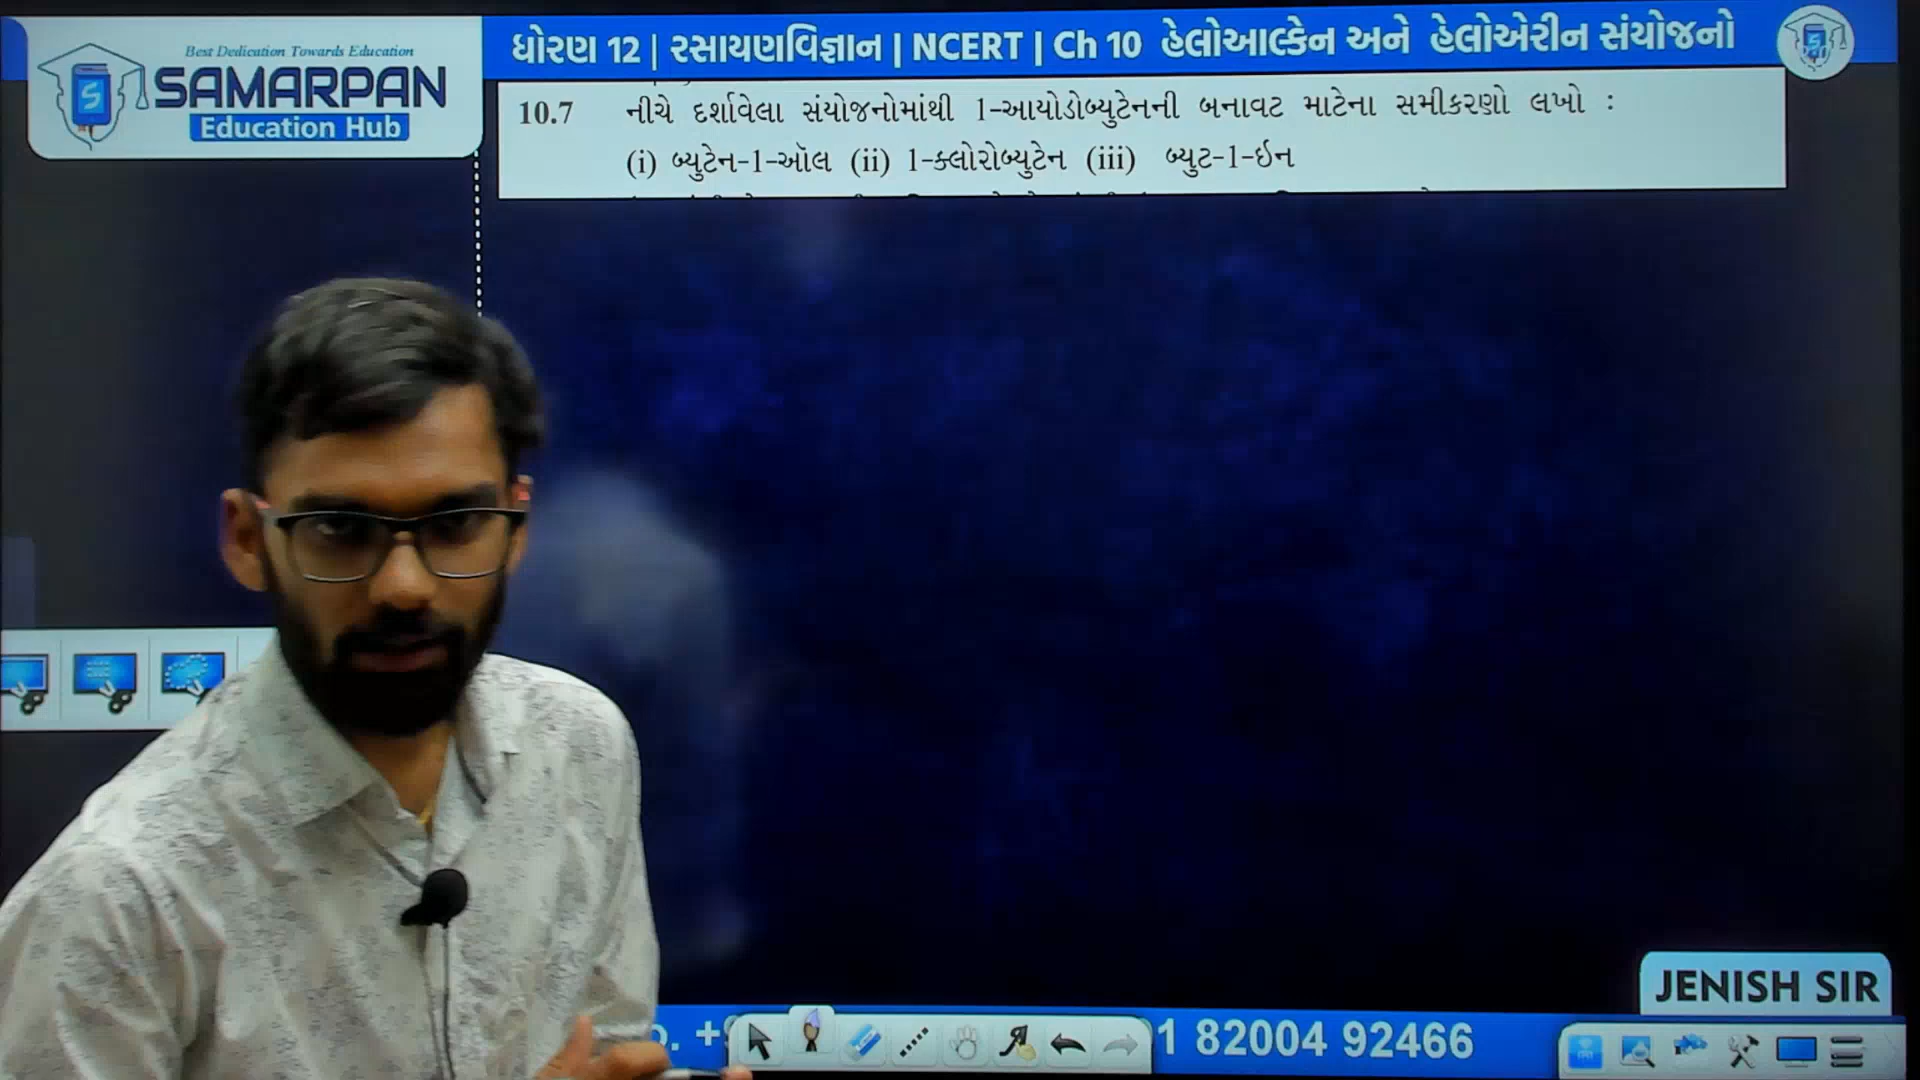 Best Dedication Towards Education
SAMARPAN
Education Hub
ધોરણ 12 | રસાયણવિજ્ઞાન | NCERT | Ch 10 હેલોઆલ્કેન અને હેલોએરીન સંયોજનો
10.7 નીચે દર્શાવેલા સંયોજનોમાંથી 1-આયોડોબ્યુટેનની બનાવટ માટેના સમીકરણો લખો :
(i) બ્યુટેન-1-ઑલ (ii) 1-ક્લોરોબ્યુટેન (iii) બ્યુટ-1-ઇન
JENISH SIR
1 82004 92466